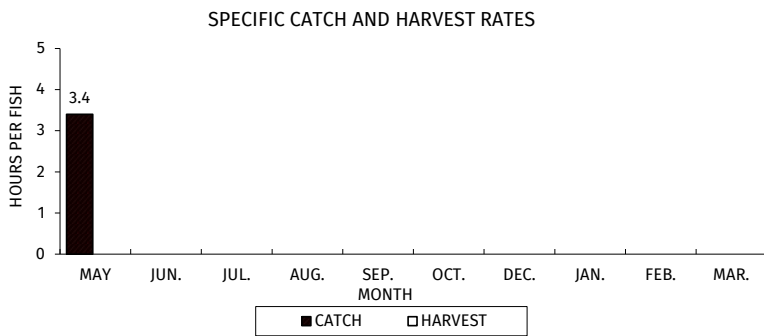 SPECIFIC CATCH AND HARVEST RATES
HOURS PER FISH
5
4
3
2
1
0
3.4
MAY JUN. JUL. AUG. SEP. OCT. DEC. JAN. FEB. MAR.
MONTH
CATCH HARVEST